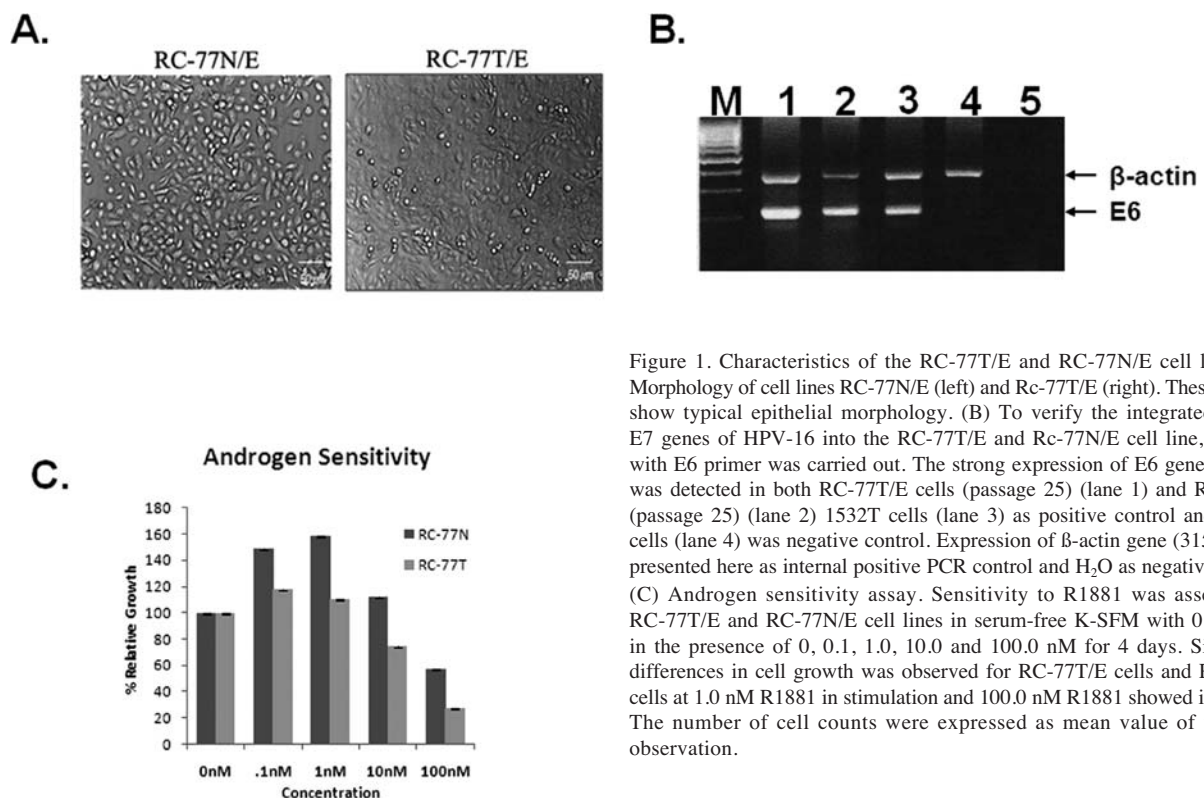 A.
RC-77N/E
RC-77T/E
50 µm
B.
M 1 2 3 4 5
β-actin
E6
C.
Androgen Sensitivity
% Relative Growth
180
160
140
120
100
80
60
40
20
0
RC-77N
RC-77T
0nM .1nM 1nM 10nM 100nM
Concentration
Figure 1. Characteristics of the RC-77T/E and RC-77N/E cell
Morphology of cell lines RC-77N/E (left) and Rc-77T/E (right). These
show typical epithelial morphology. (B) To verify the integrated
E7 genes of HPV-16 into the RC-77T/E and Rc-77N/E cell line,
with E6 primer was carried out. The strong expression of E6 gene
was detected in both RC-77T/E cells (passage 25) (lane 1) and
(passage 25) (lane 2) 1532T cells (lane 3) as positive control
cells (lane 4) was negative control. Expression of ß-actin gene
presented here as internal positive PCR control and H₂O as negative
(C) Androgen sensitivity assay. Sensitivity to R1881 was
RC-77T/E and RC-77N/E cell lines in serum-free K-SFM with
in the presence of 0, 0.1, 1.0, 10.0 and 100.0 nM for 4 days.
differences in cell growth was observed for RC-77T/E cells and
cells at 1.0 nM R1881 in stimulation and 100.0 nM R1881 showed
The number of cell counts were expressed as mean value of
observation.